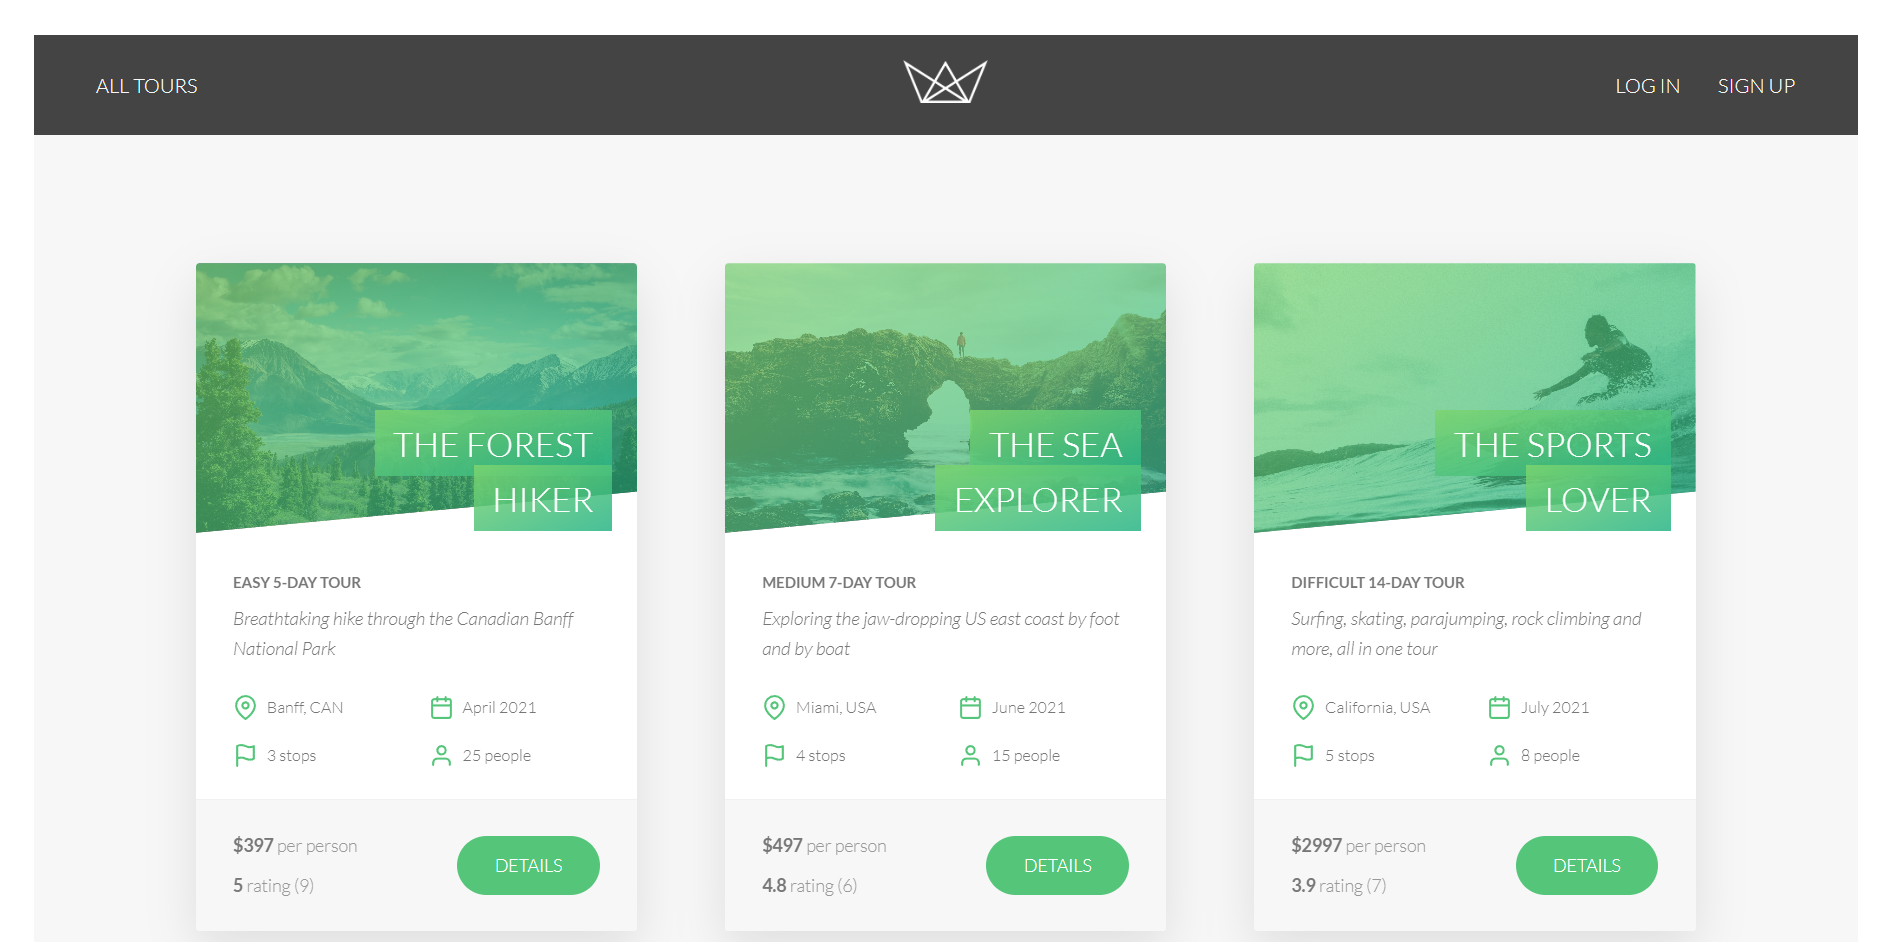 ALL TOURS
LOG IN
SIGN UP
THE FOREST
HIKER
EASY 5-DAY TOUR
Breathtaking hike through the Canadian Banff
National Park
Banff, CAN
April 2021
3 stops
25 people
$397 per person
5 rating (9)
DETAILS
THE SEA
EXPLORER
MEDIUM 7-DAY TOUR
Exploring the jaw-dropping US east coast by foot
and by boat
Miami, USA
June 2021
4 stops
15 people
$497 per person
4.8 rating (6)
DETAILS
THE SPORTS
LOVER
DIFFICULT 14-DAY TOUR
Surfing, skating, parajumping, rock climbing and
more, all in one tour
California, USA
July 2021
5 stops
8 people
$2997 per person
3.9 rating (7)
DETAILS